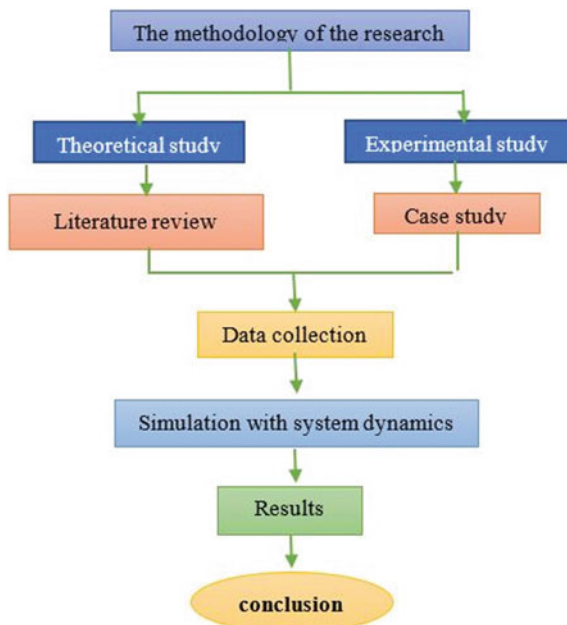 The methodology of the research
Theoretical study
Experimental study
Literature review
Case study
Data collection
Simulation with system dynamics
Results
conclusion